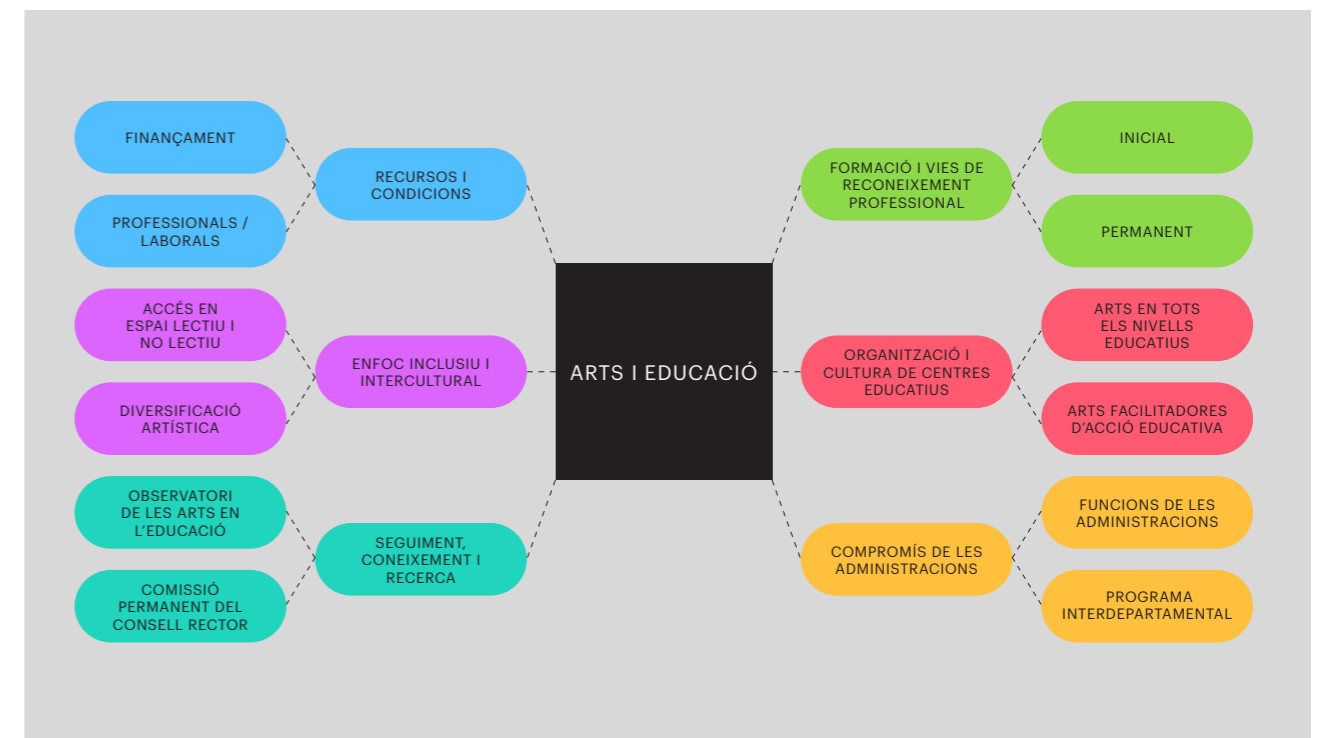 FINANÇAMENT
PROFESSIONALS /
LABORALS
RECURSOS I
CONDICIONS
ACCÉS EN
ESPAI LECTIU I
NO LECTIU
DIVERSIFICACIÓ
ARTÍSTICA
ENFOC INCLUSIU I
INTERCULTURAL
OBSERVATORI
DE LES ARTS EN
L’EDUCACIÓ
COMISSIÓ
PERMANENT DEL
CONSELL RECTOR
SEGUIMENT,
CONEIXEMENT I
RECERCA
ARTS I EDUCACIÓ
FORMACIÓ I VIES DE
RECONEIXEMENT
PROFESSIONAL
INICIAL
PERMANENT
ORGANITZACIÓ I
CULTURA DE CENTRES
EDUCATIUS
ARTS EN TOTS
ELS NIVELLS
EDUCATIUS
ARTS FACILITADORES
D’ACCIÓ EDUCATIVA
COMPROMÍS DE LES
ADMINISTRACIONS
FUNCIONS DE LES
ADMINISTRACIONS
PROGRAMA
INTERDEPARTAMENTAL